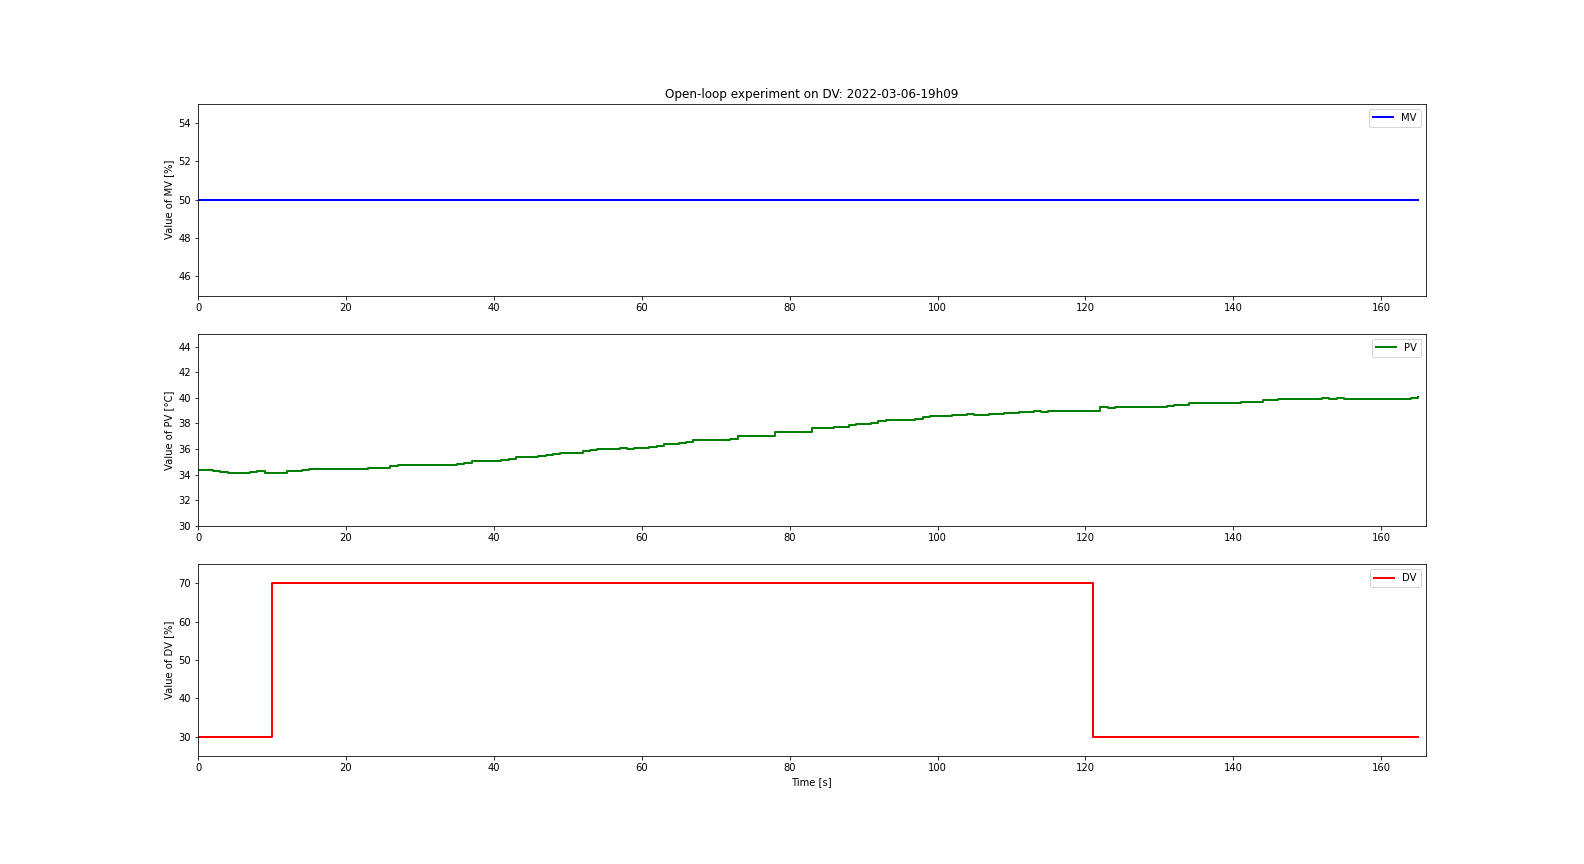 Open-loop experiment on DV: 2022-03-06-19h09
MV
Value of MV [%]
54
52
50
48
46
0 20 40 60 80 100 120 140 160
PV
Value of PV [°C]
44
42
40
38
36
34
32
30
0 20 40 60 80 100 120 140 160
DV
Value of DV [%]
70
60
50
40
30
0 20 40 60 80 100 120 140 160
Time [s]